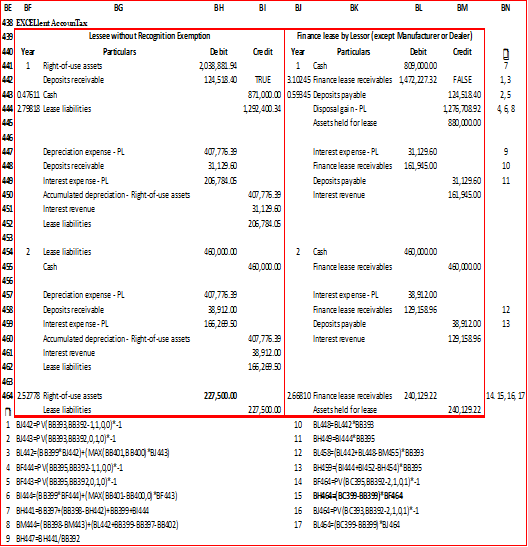 BE BF BG BH BI BJ BK BL BM BN
438 EXCELlent AccounTax
439 Lessee without Recognition Exemption Finance lease by Lessor (except Manufacturer or Dealer)
440 Year Particulars Debit Credit Year Particulars Debit Credit
441 1 Right-of-use assets 2,038,881.94 1 Cash 809,000.00 7
442 Deposits receivable 124,518.40 TRUE 3.10245 Finance lease receivables 1,472,227.32 FALSE 1, 3
443 0.47611 Cash 871,000.00 0.59345 Deposits payable 124,518.40 2, 5
444 2.79818 Lease liabilities 1,292,400.34 Disposal gain - PL 1,276,708.92 4, 6, 8
445 Assets held for lease 880,000.00
446
447 Depreciation expense - PL 407,776.39 Interest expense - PL 31,129.60 9
448 Deposits receivable 31,129.60 Finance lease receivables 161,945.00 10
449 Interest expense - PL 206,784.05 Deposits payable 31,129.60 11
450 Accumulated depreciation - Right-of-use assets 407,776.39 Interest revenue 161,945.00
451 Interest revenue 31,129.60
452 Lease liabilities 206,784.05
453
454 2 Lease liabilities 460,000.00 2 Cash 460,000.00
455 Cash 460,000.00 Finance lease receivables 460,000.00
456
457 Depreciation expense - PL 407,776.39 Interest expense - PL 38,912.00
458 Deposits receivable 38,912.00 Finance lease receivables 129,158.96 12
459 Interest expense - PL 166,269.50 Deposits payable 38,912.00 13
460 Accumulated depreciation - Right-of-use assets 407,776.39 Interest revenue 129,158.96
461 Interest revenue 38,912.00
462 Lease liabilities 166,269.50
463
464 2.52778 Right-of-use assets 227,500.00 2.66810 Finance lease receivables 240,129.22 14, 15, 16, 17
Lease liabilities 227,500.00 Assets held for lease 240,129.22
1 BJ442=PV(BB393,BB392-1,1,0,0)*-1 10 BL448=BL442*BB393
2 BJ443=PV(BB393,BB392,0,1,0)*-1 11 BH449=BI444*BB395
3 BL442=(BB399*BJ442)+(MAX(BB401,BB400)*BJ443) 12 BL458=(BL442+BL448-BM455)*BB393
4 BF444=PV(BB395,BB392-1,1,0,0)*-1 13 BH459=(BI444+BI452-BH454)*BB395
5 BF443=PV(BB395,BB392,0,1,0)*-1 14 BF464=PV(BC395,BB392-2,1,0,1)*-1
6 BI444=(BB399*BF444)+(MAX(BB401-BB400,0)*BF443) 15 BH464=(BC399-BB399)*BF464
7 BH441=BB397+(BB398-BH442)+BB399+BI444 16 BJ464=PV(BC393,BB392-2,1,0,1)*-1
8 BM444=(BB398-BM443)+(BL442+BB399-BB397-BB402) 17 BL464=(BC399-BB399)*BJ464
9 BH447=BH441/BB392